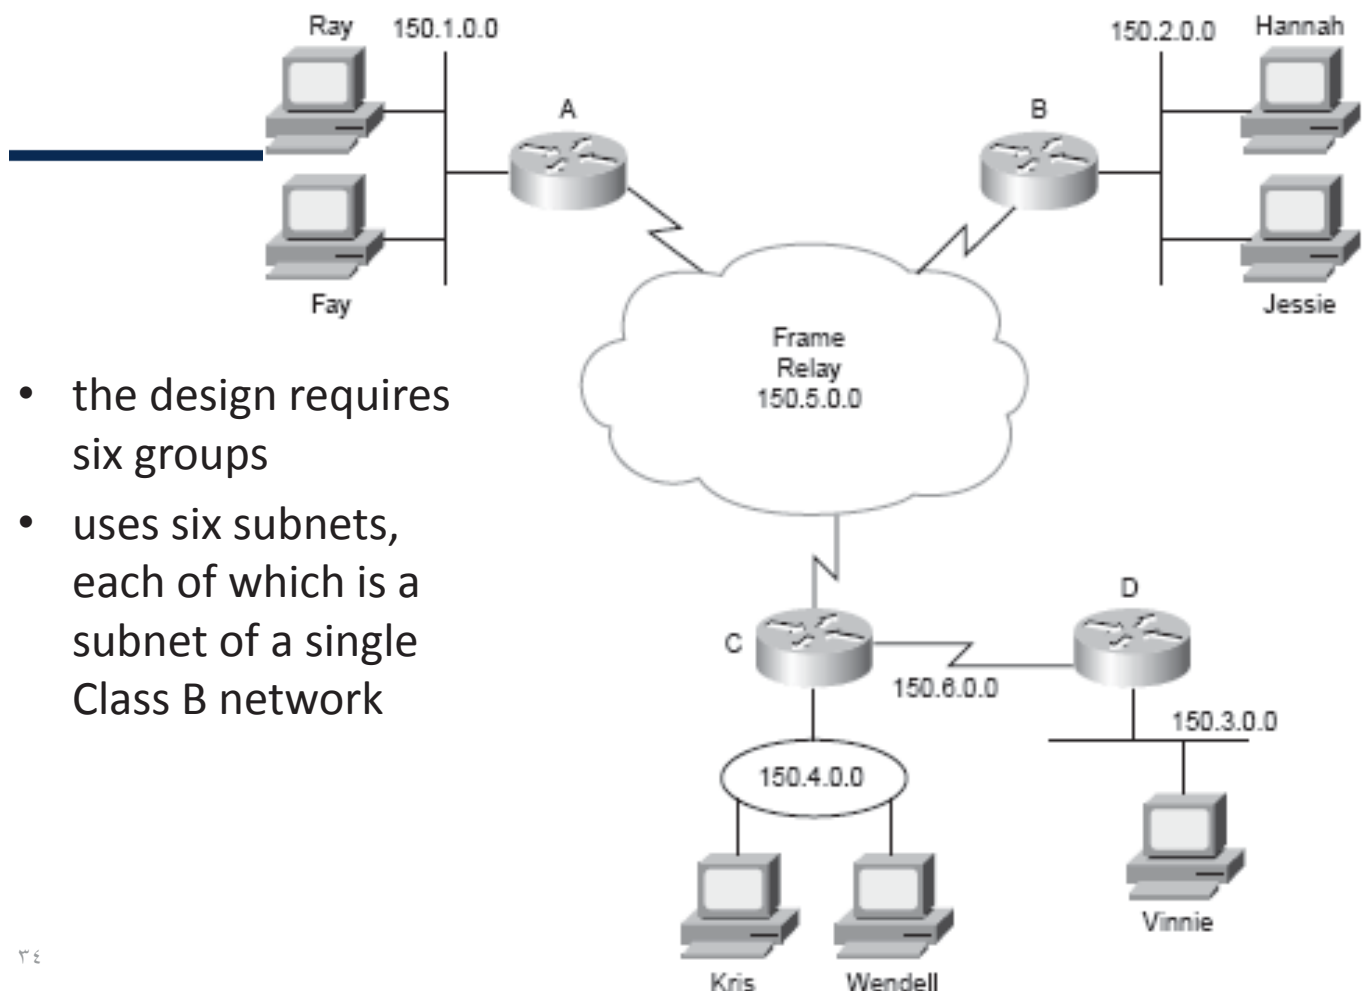 Ray
150.1.0.0
150.2.0.0
Hannah
A
B
Fay
Jessie
Frame
Relay
150.5.0.0
• the design requires
six groups
• uses six subnets,
each of which is a
subnet of a single
Class B network
C
D
150.6.0.0
150.3.0.0
150.4.0.0
Vinnie
Kris
Wendell
٣٤